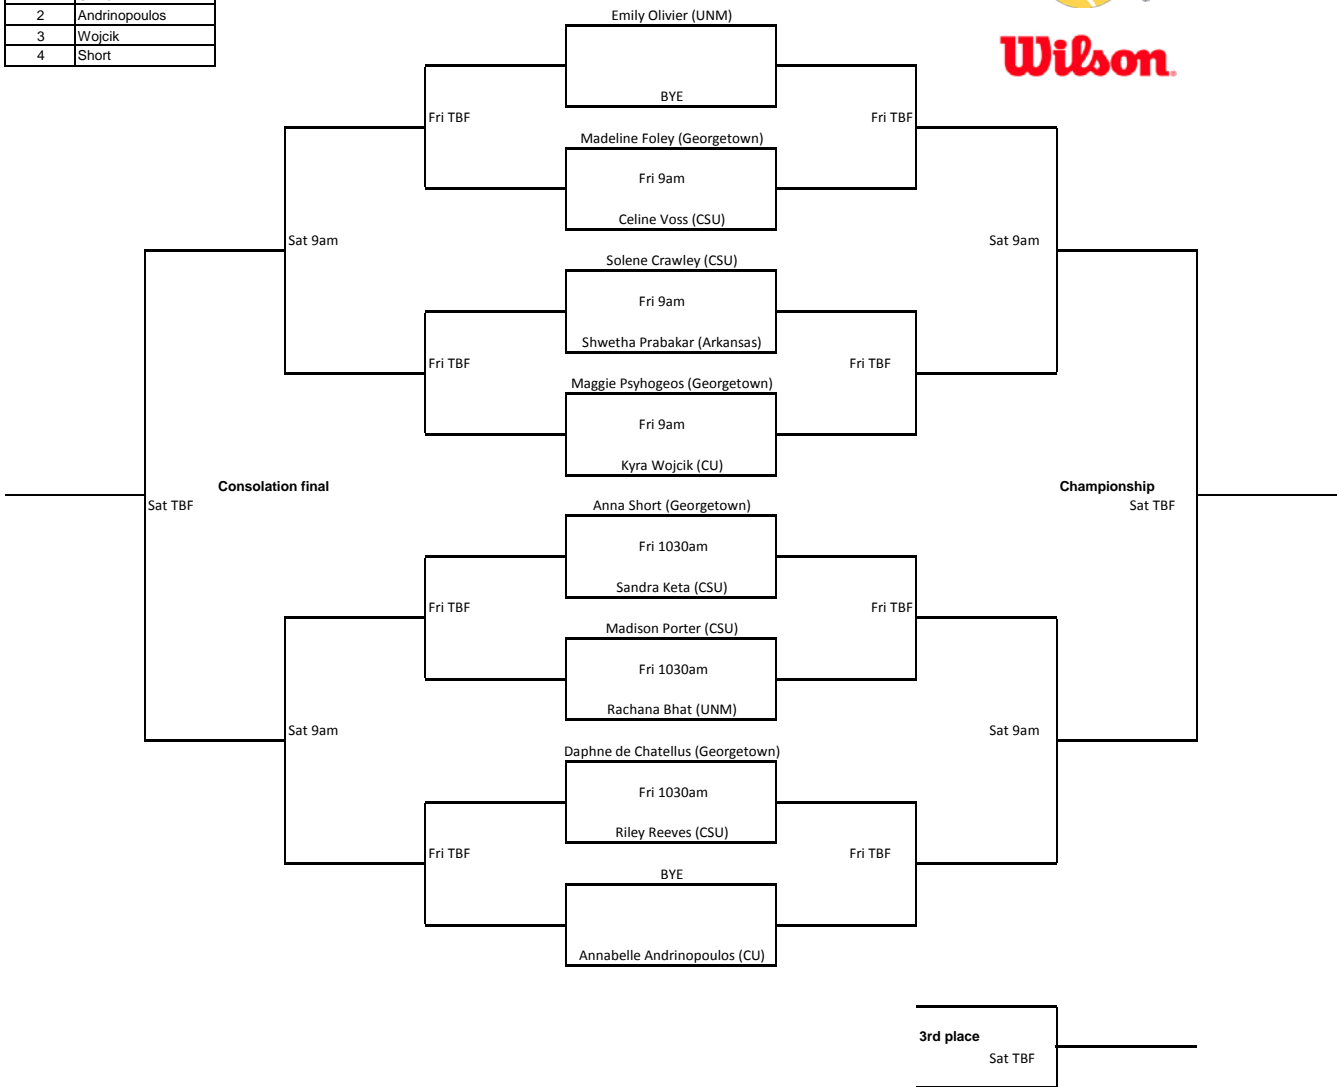 2 Andrinopoulos
3 Wojcik
4 Short
Wilson
Emily Olivier (UNM)
BYE
Fri TBF
Fri TBF
Madeline Foley (Georgetown)
Fri 9am
Celine Voss (CSU)
Sat 9am
Sat 9am
Solene Crawley (CSU)
Fri 9am
Shwetha Prabakar (Arkansas)
Fri TBF
Fri TBF
Maggie Psyhogeos (Georgetown)
Fri 9am
Kyra Wojcik (CU)
Consolation final
Championship
Sat TBF
Sat TBF
Anna Short (Georgetown)
Fri 1030am
Sandra Keta (CSU)
Fri TBF
Fri TBF
Madison Porter (CSU)
Fri 1030am
Rachana Bhat (UNM)
Sat 9am
Sat 9am
Daphne de Chatellus (Georgetown)
Fri 1030am
Riley Reeves (CSU)
Fri TBF
Fri TBF
BYE
Annabelle Andrinopoulos (CU)
3rd place
Sat TBF